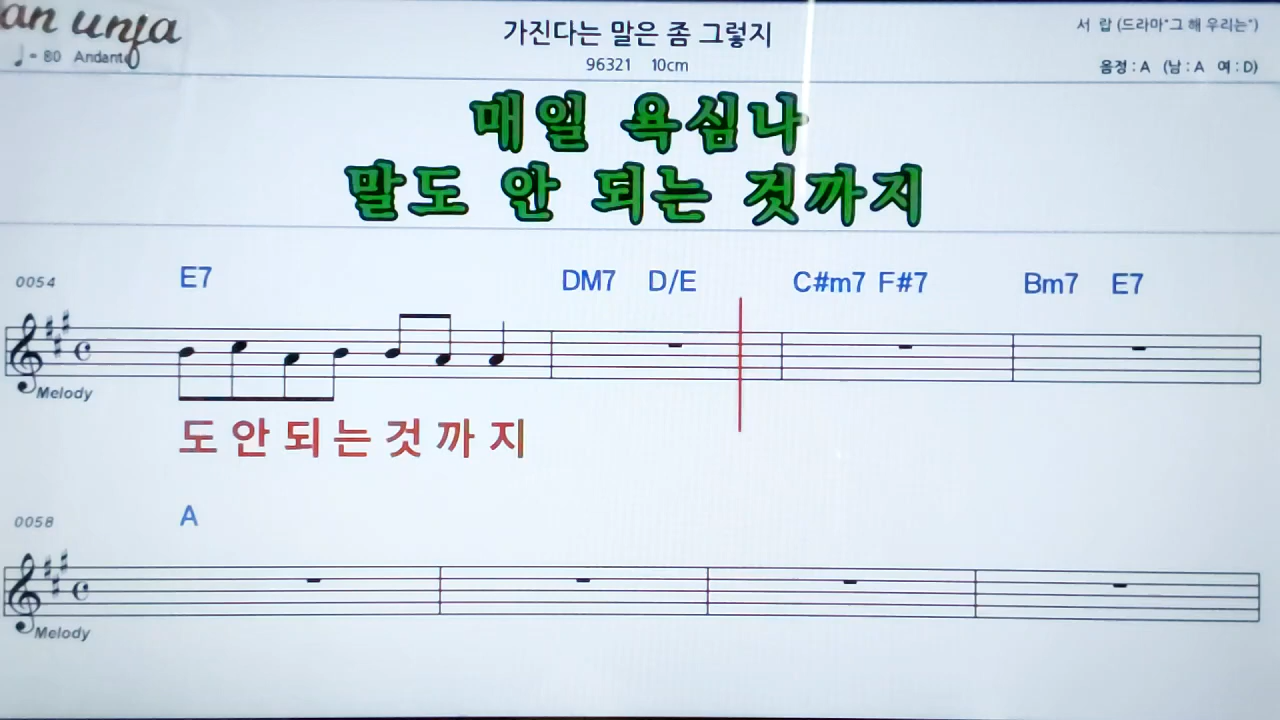 an unja
♩= 80 Andante
가진다는 말은 좀 그렇지
96321 10cm
서 랍 (드라마"그 해 우리는")
음정 : A (남 : A 여 : D)
매일 욕심나
말도 안 되는 것까지
0054
E7 DM7 D/E C#m7 F#7 Bm7 E7
Melody
도 안 되 는 것 까 지
0058
A
Melody